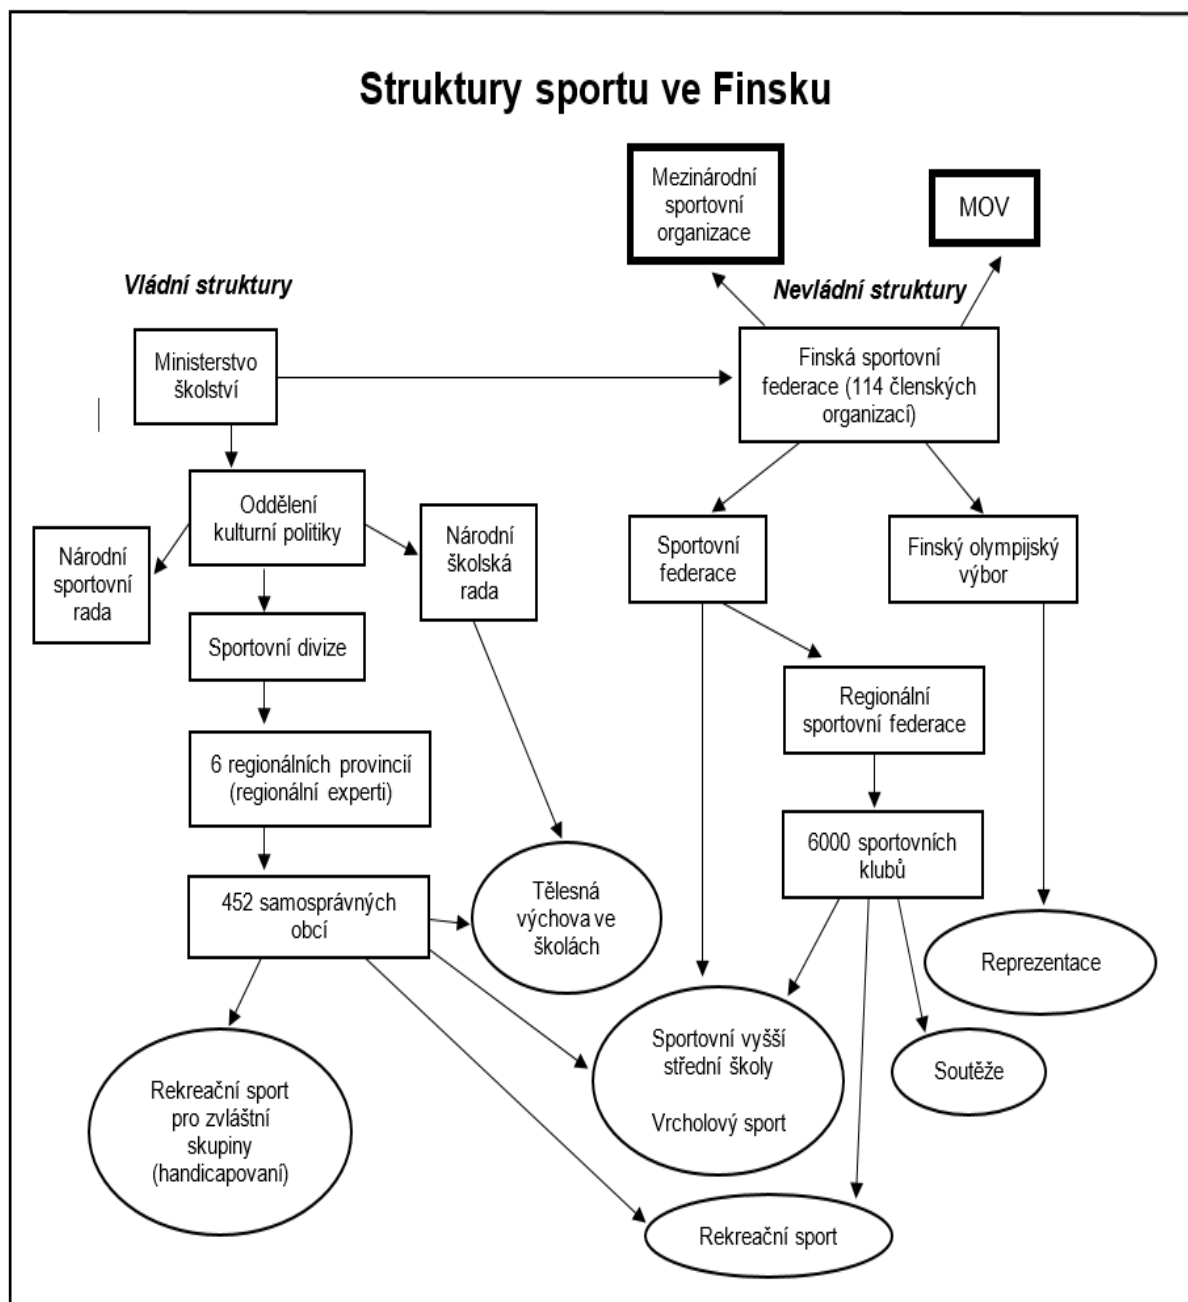 Struktury sportu ve Finsku
Mezinárodní
sportovní
organizace
MOV
Vládní struktury
Nevládní struktury
Ministerstvo
školství
Finská sportovní
federace (114 členských
organizací)
Oddělení
kulturní politiky
Národní
sportovní
rada
Národní
školská
rada
Sportovní
federace
Finský olympijský
výbor
Sportovní divize
Regionální
sportovní federace
6 regionálních provincií
(regionální experti)
6000 sportovních
klubů
452 samosprávných
obcí
Tělesná
výchova ve
školách
Reprezentace
Sportovní vyšší
střední školy
Vrcholový sport
Soutěže
Rekreační sport
pro zvláštní
skupiny
(handicapovaní)
Rekreační sport